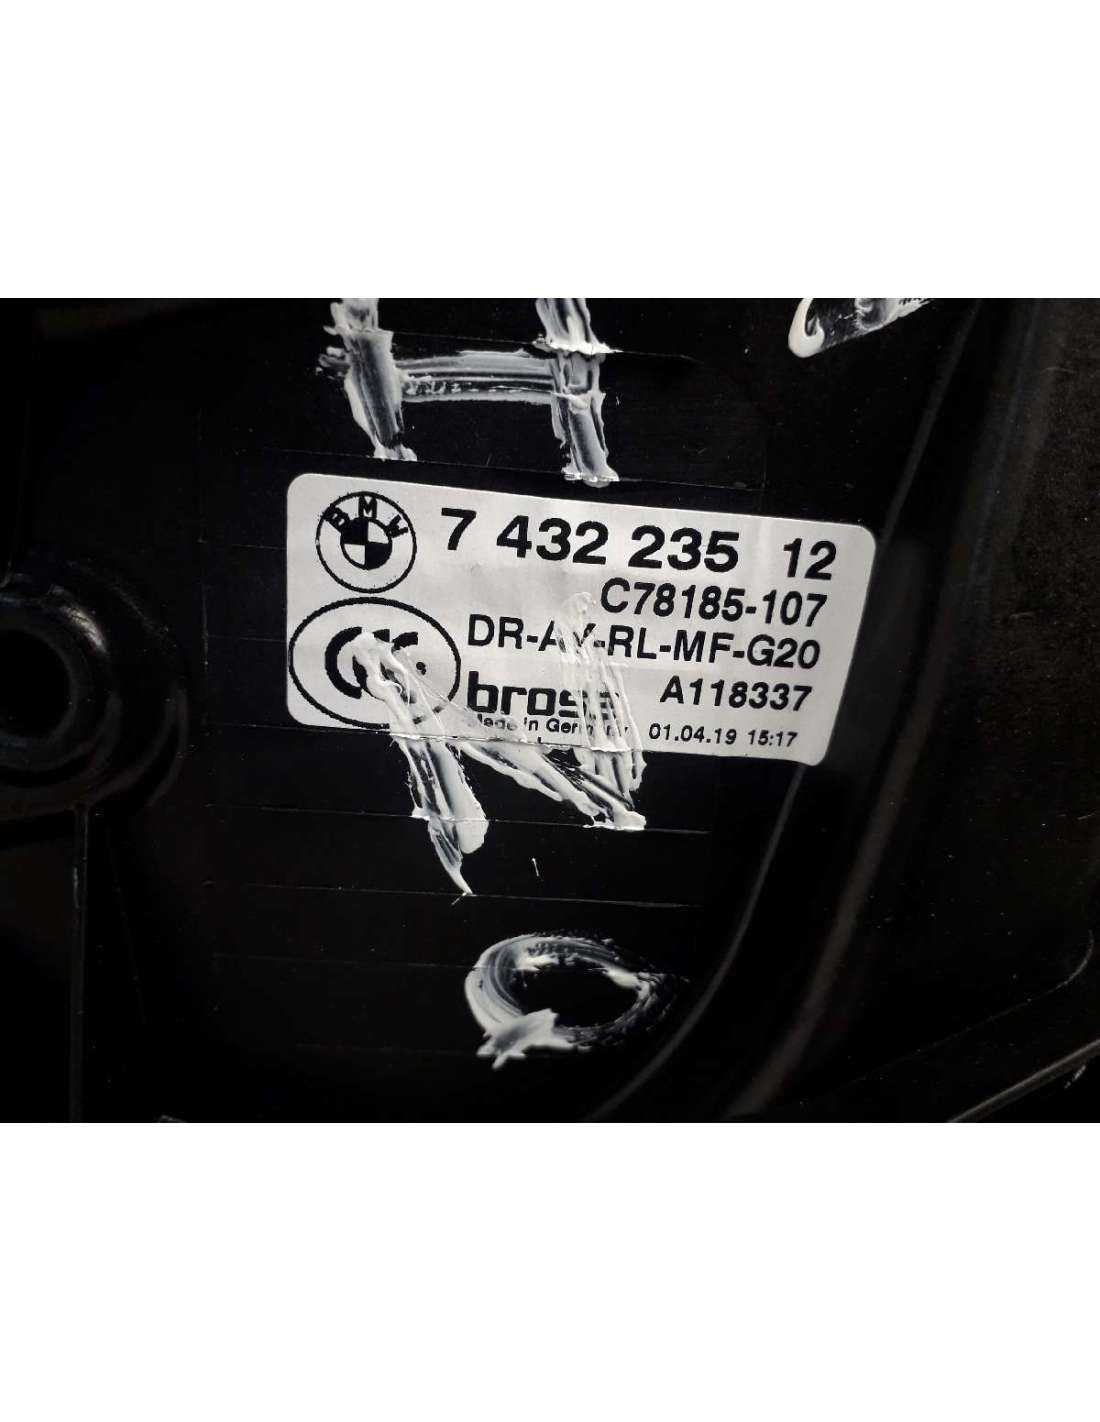 BMW 7 432 235 12
C78185-107
DR-AY-RL-MF-G20
A118337
Made in Germany 01.04.19 15:17